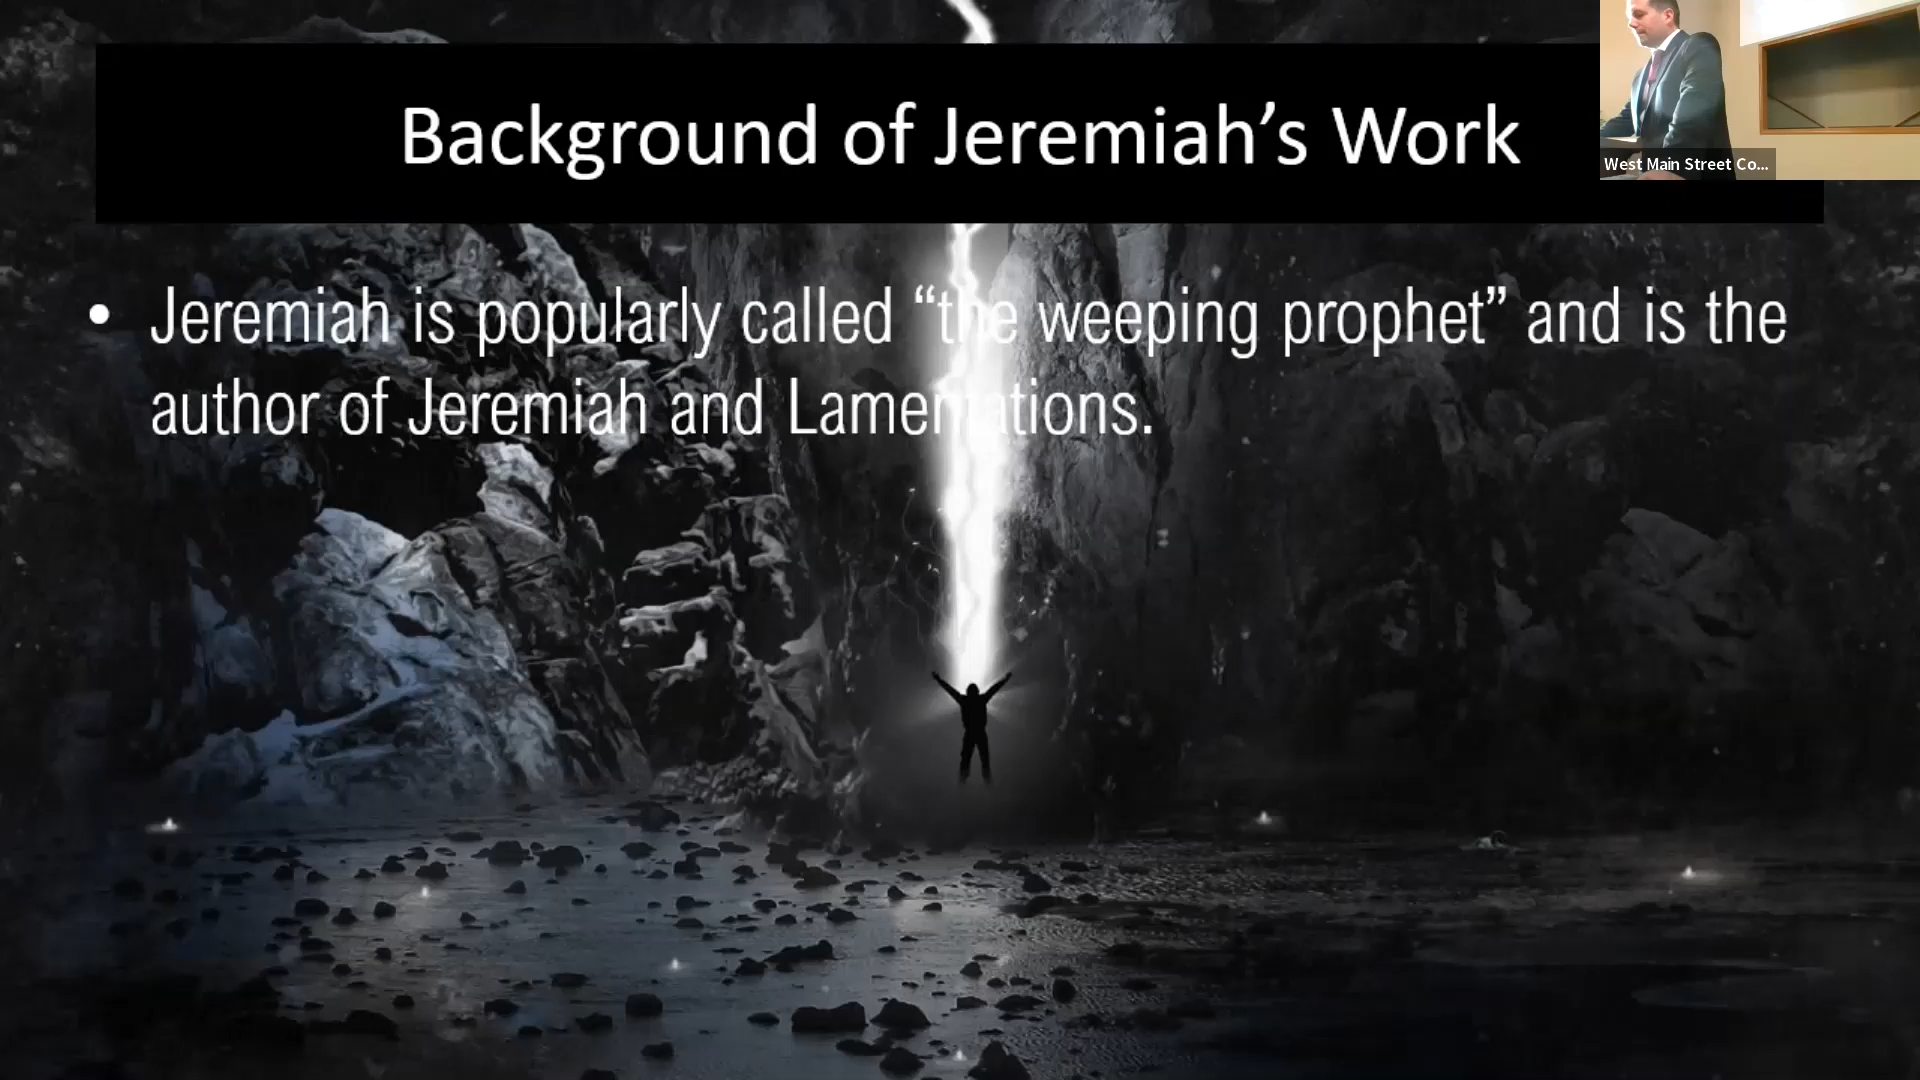 Background of Jeremiah’s Work
West Main Street Co...
• Jeremiah is popularly called “the weeping prophet” and is the
author of Jeremiah and Lamentations.